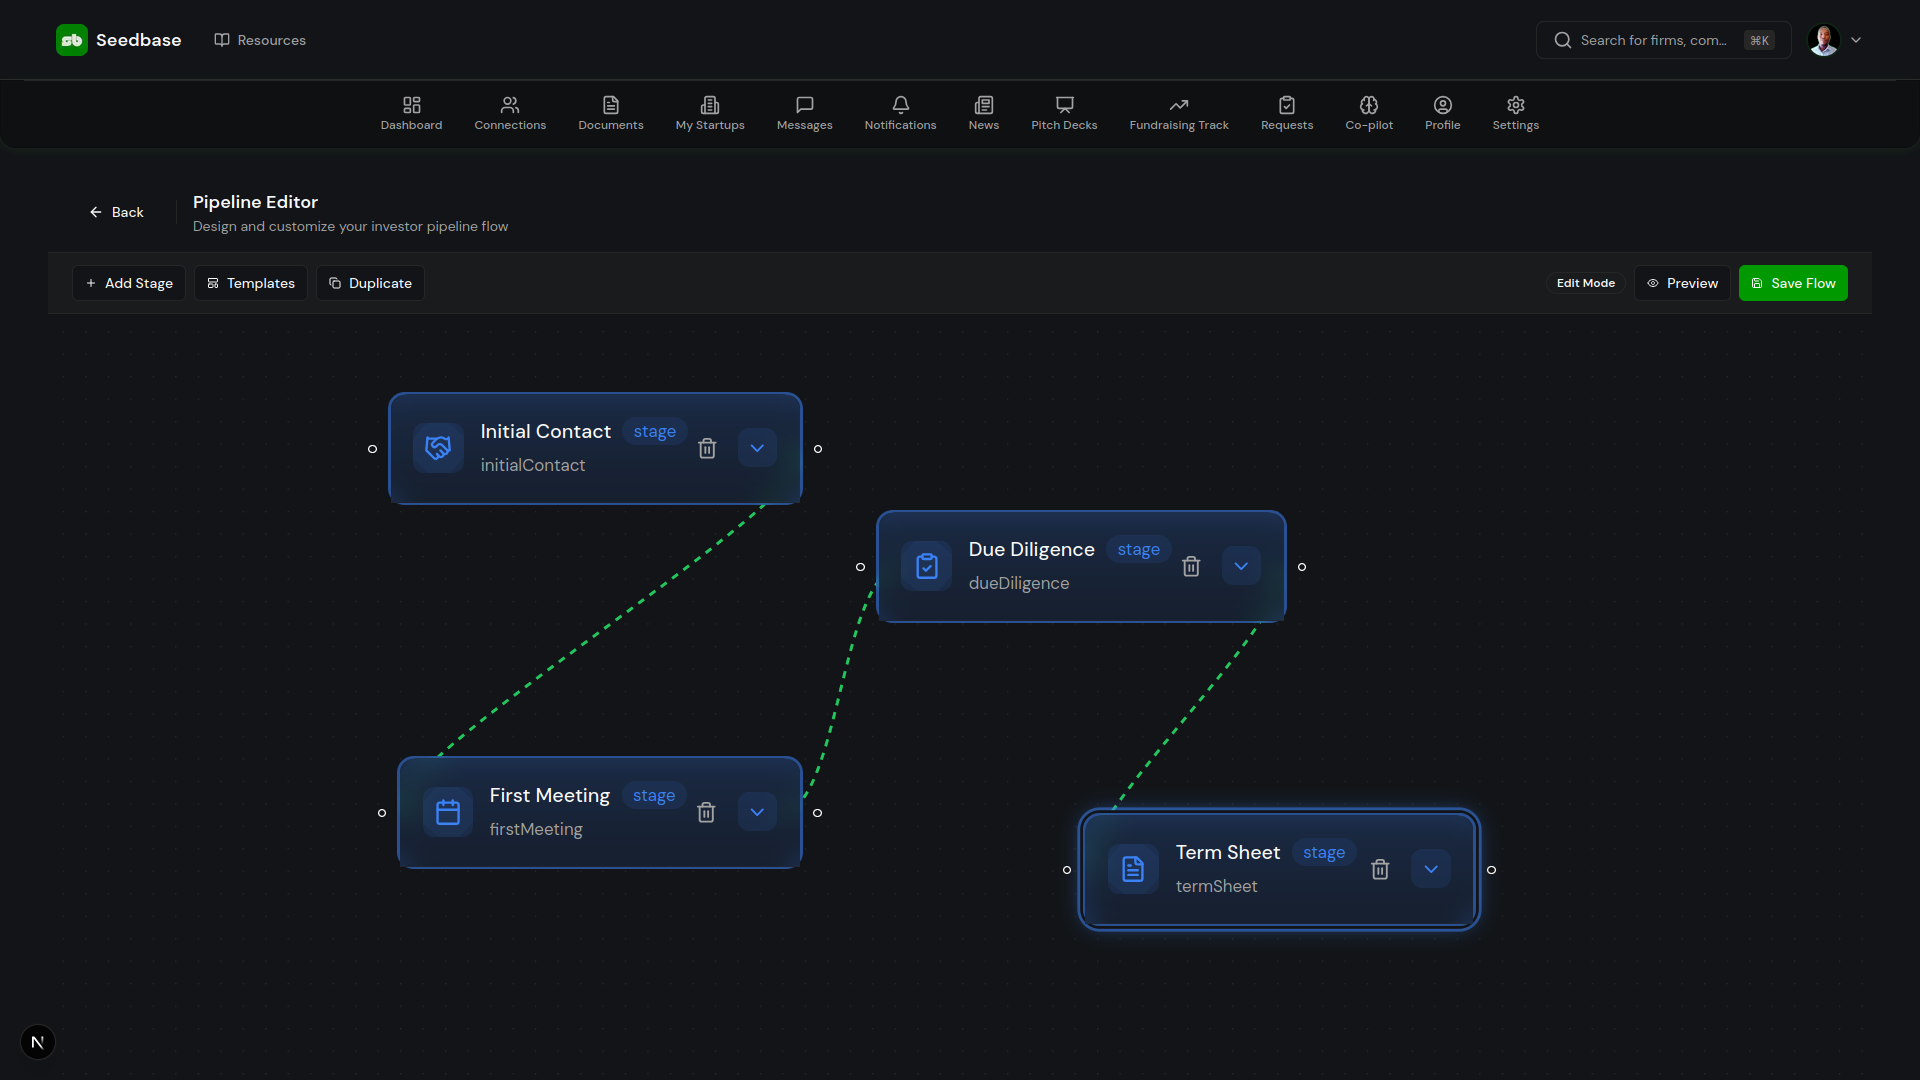 sb Seedbase
Resources
Search for firms, com... ⌘K
Dashboard
Connections
Documents
My Startups
Messages
Notifications
News
Pitch Decks
Fundraising Track
Requests
Co-pilot
Profile
Settings
Back
Pipeline Editor
Design and customize your investor pipeline flow
Add Stage
Templates
Duplicate
Edit Mode
Preview
Save Flow
Initial Contact stage
initialContact
Due Diligence stage
dueDiligence
First Meeting stage
firstMeeting
Term Sheet stage
termSheet
N